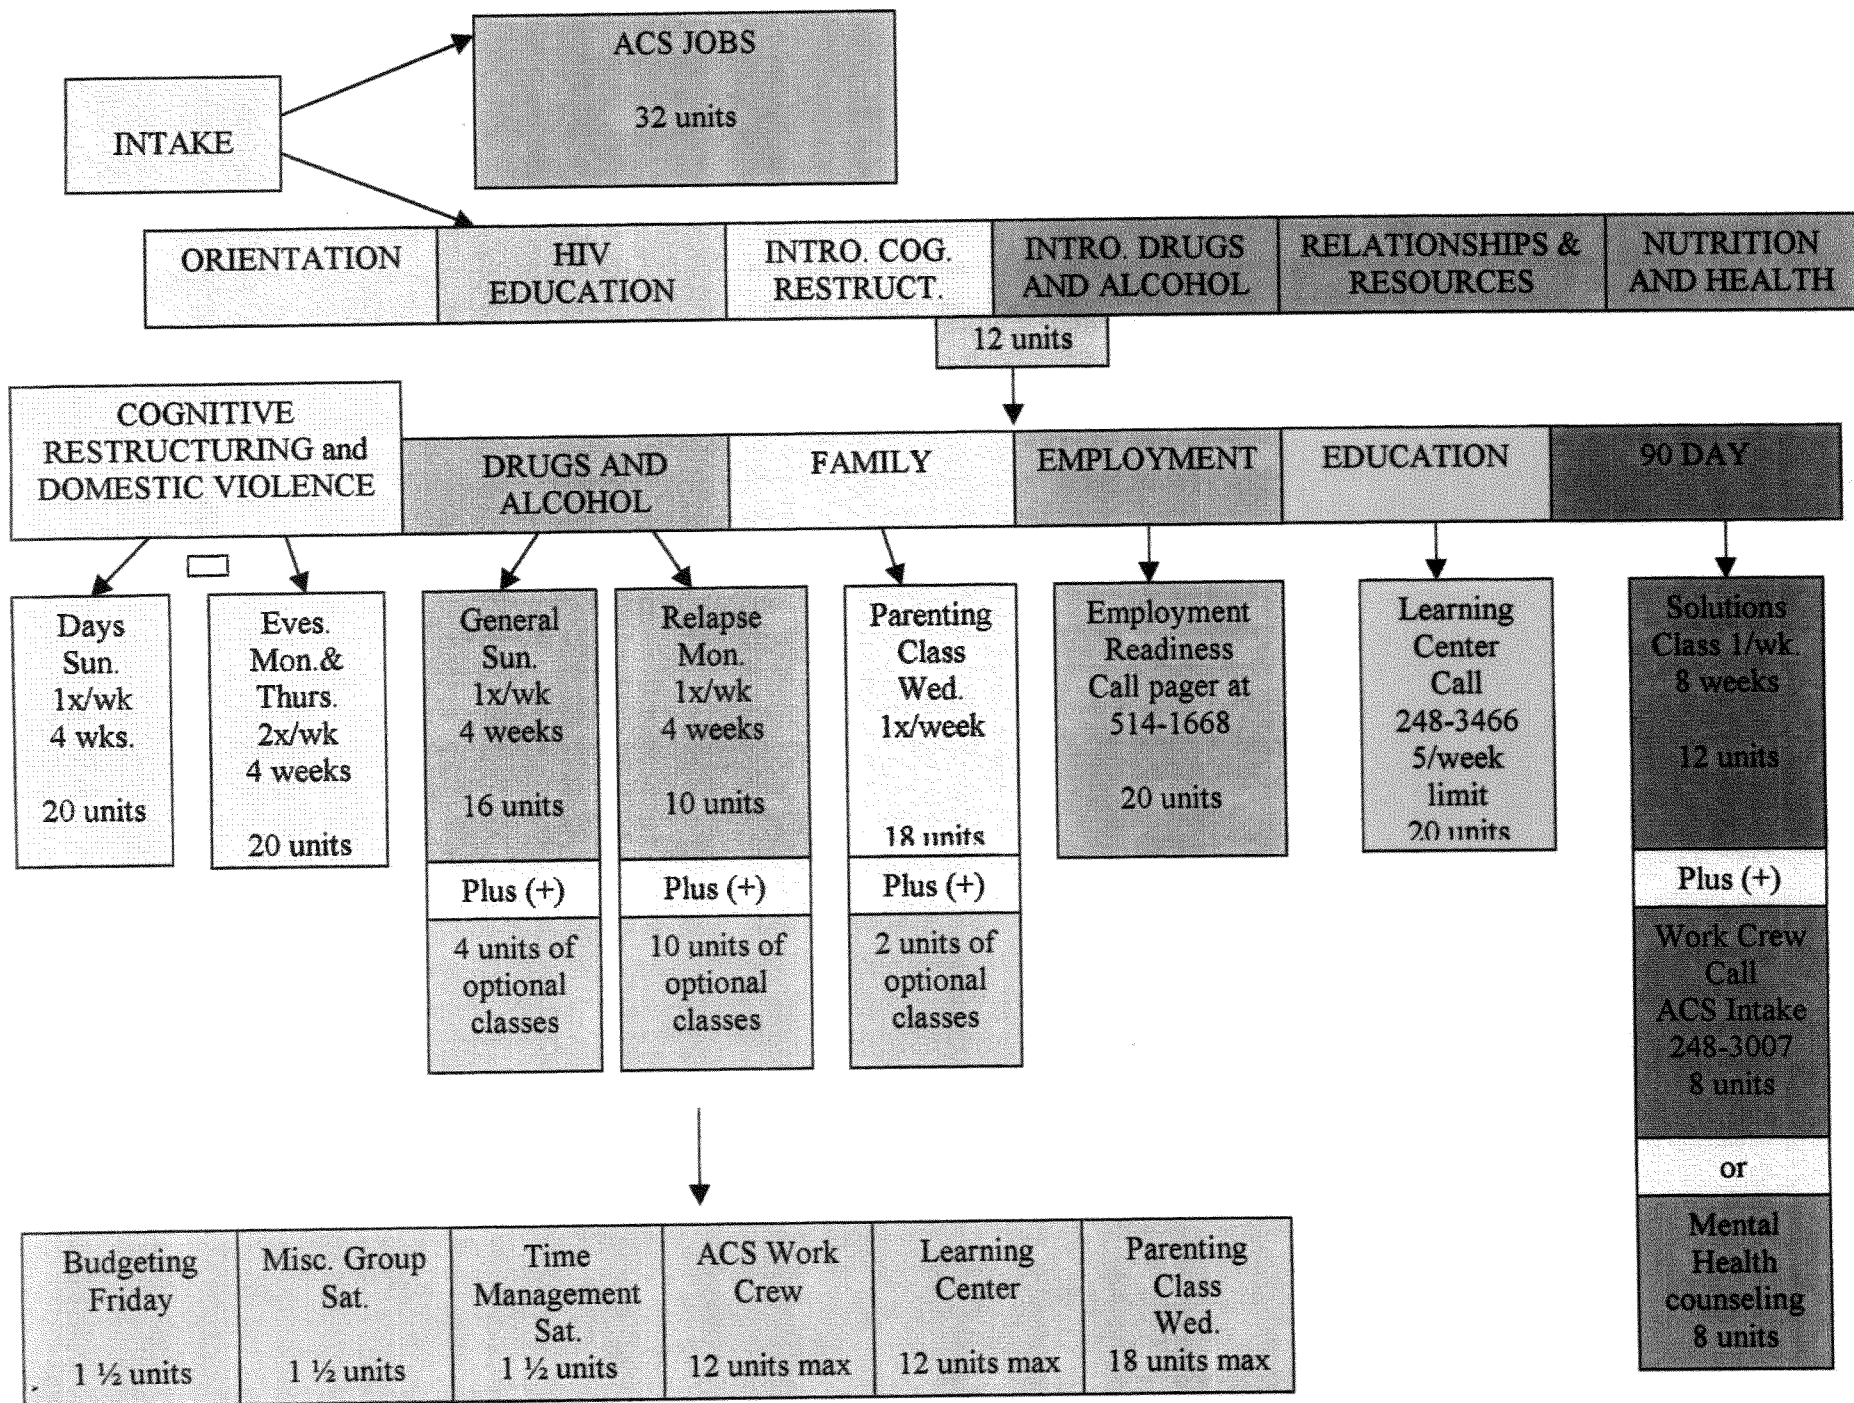 ACS JOBS
32 units
INTAKE
ORIENTATION
HIV
EDUCATION
INTRO. COG.
RESTRUCT.
INTRO. DRUGS
AND ALCOHOL
RELATIONSHIPS &
RESOURCES
NUTRITION
AND HEALTH
12 units
COGNITIVE
RESTRUCTURING and
DOMESTIC VIOLENCE
DRUGS AND
ALCOHOL
FAMILY
EMPLOYMENT
EDUCATION
90 DAY
Days
Sun.
1x/wk
4 wks.
20 units
Eves.
Mon.&
Thurs.
2x/wk
4 weeks
20 units
General
Sun.
1x/wk
4 weeks
16 units
Plus (+)
4 units of
optional
classes
Relapse
Mon.
1x/wk
4 weeks
10 units
Plus (+)
10 units of
optional
classes
Parenting
Class
Wed.
1x/week
18 units
Plus (+)
2 units of
optional
classes
Employment
Readiness
Call pager at
514-1668
20 units
Learning
Center
Call
248-3466
5/week
limit
20 units
Solutions
Class 1/wk.
8 weeks
12 units
Plus (+)
Work Crew
Call
ACS Intake
248-3007
8 units
or
Mental
Health
counseling
8 units
Budgeting
Friday
1 ½ units
Misc. Group
Sat.
1 ½ units
Time
Management
Sat.
1 ½ units
ACS Work
Crew
12 units max
Learning
Center
12 units max
Parenting
Class
Wed.
18 units max